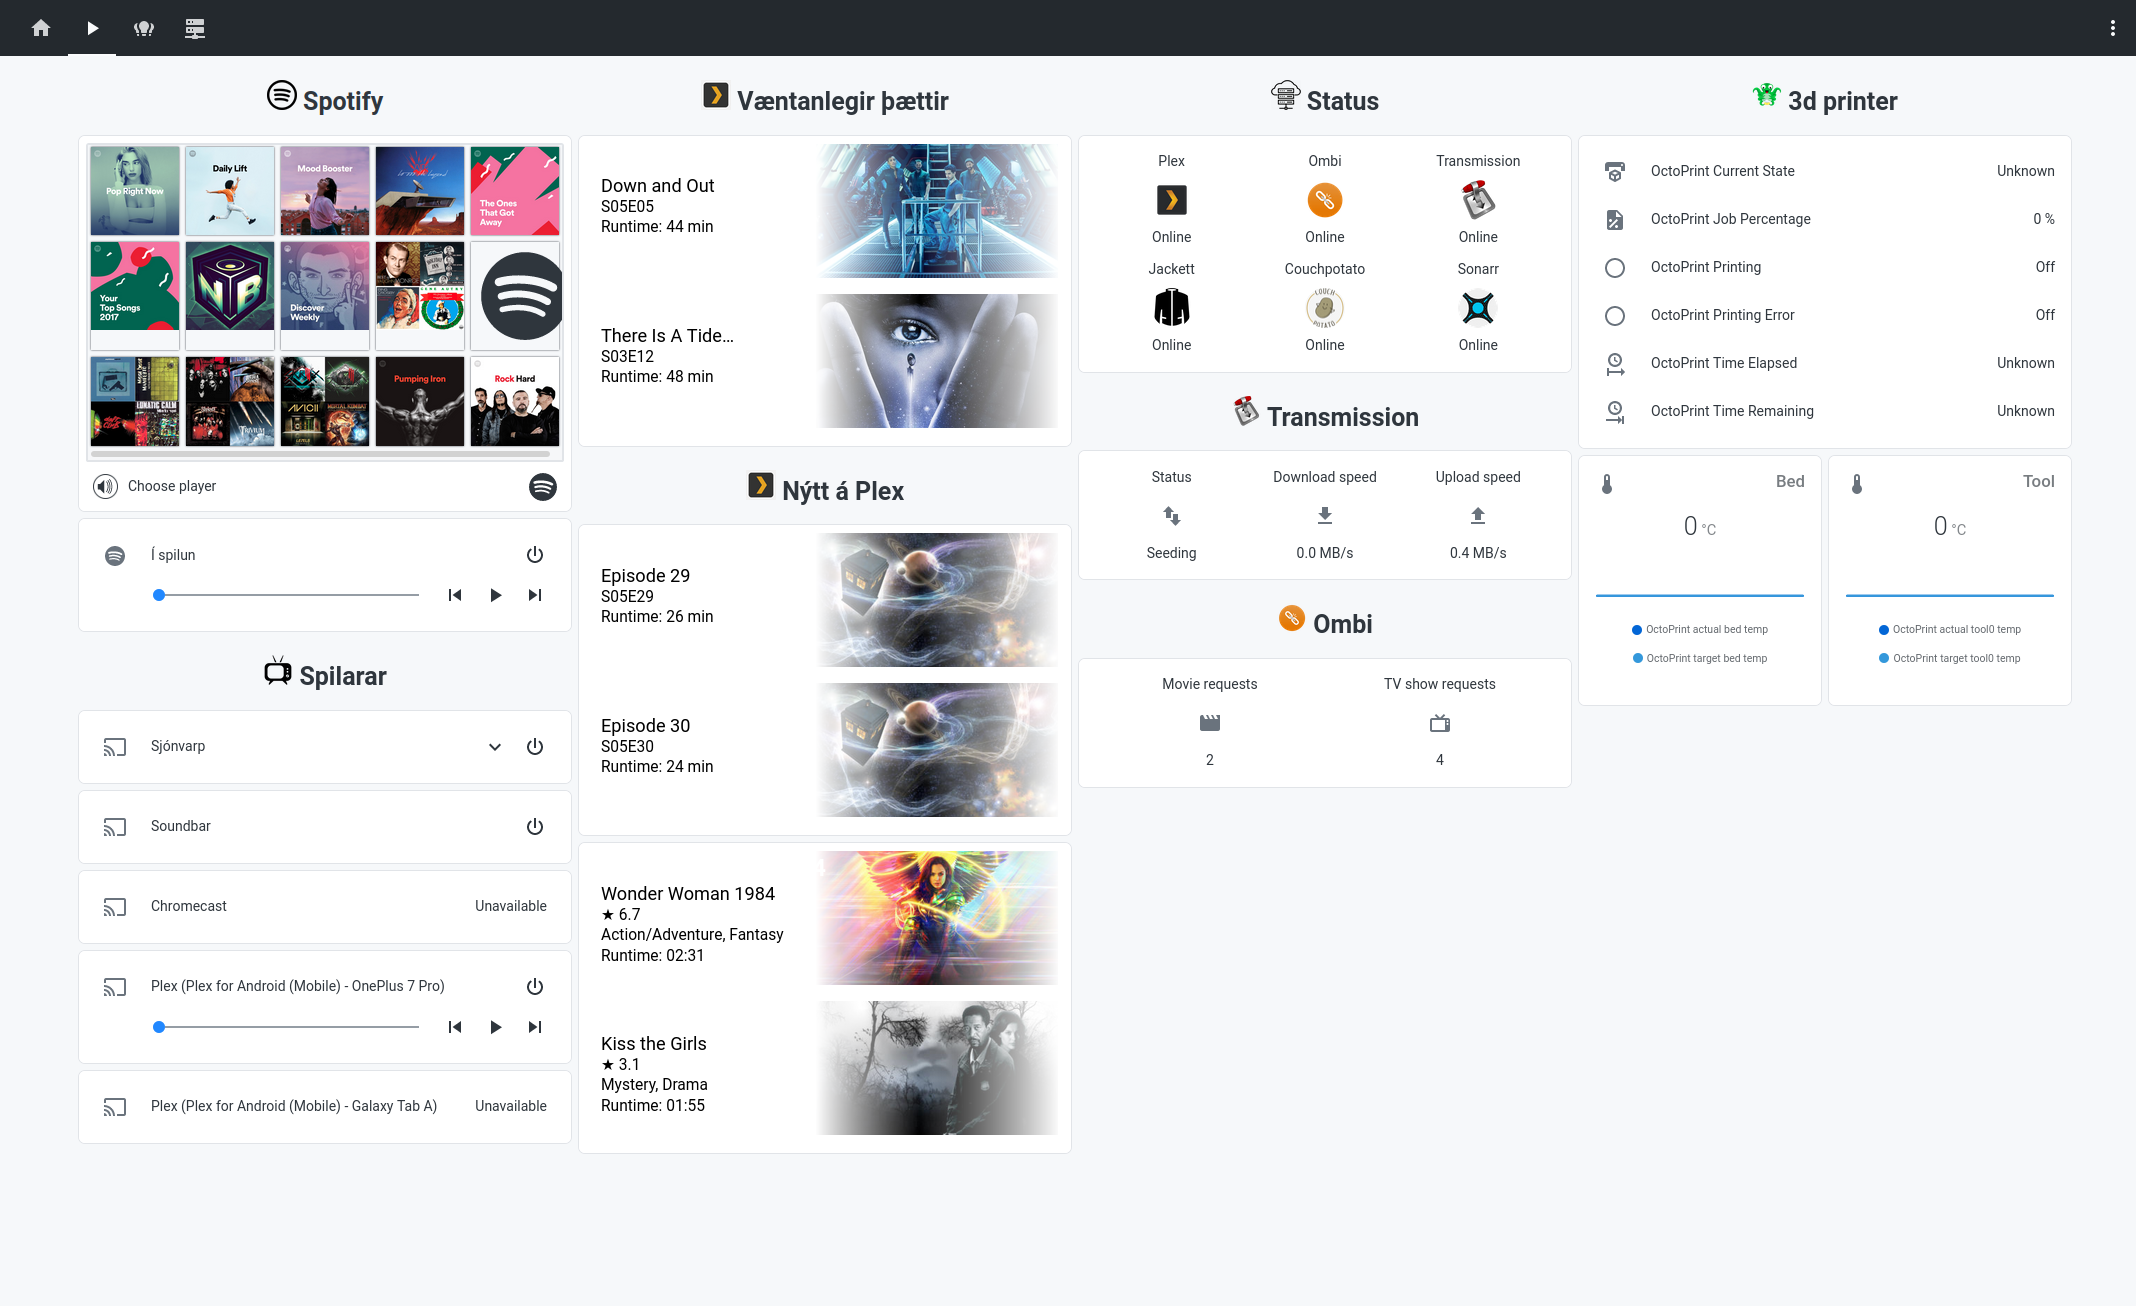 Spotify
Pop Right Now
Daily Lift
Mood Booster
The Ones
That Got
Away
Your
Top Songs
2017
NB
Discover
Weekly
LUNATIC CALM
TRIVIUM
AVICII
LEVELS
Pumping Iron
Rock Hard
Choose player
Í spilun
Spilarar
Sjónvarp
Soundbar
Chromecast Unavailable
Plex (Plex for Android (Mobile) - OnePlus 7 Pro)
Plex (Plex for Android (Mobile) - Galaxy Tab A) Unavailable
Væntanlegir þættir
Down and Out
S05E05
Runtime: 44 min
There Is A Tide...
S03E12
Runtime: 48 min
Nýtt á Plex
Episode 29
S05E29
Runtime: 26 min
Episode 30
S05E30
Runtime: 24 min
Wonder Woman 1984
★ 6.7
Action/Adventure, Fantasy
Runtime: 02:31
Kiss the Girls
★ 3.1
Mystery, Drama
Runtime: 01:55
Status
Plex Ombi Transmission
Online Online Online
Jackett Couchpotato Sonarr
COUCH
POTATO
Online Online Online
Transmission
Status Download speed Upload speed
Seeding 0.0 MB/s 0.4 MB/s
Ombi
Movie requests TV show requests
2 4
3d printer
OctoPrint Current State Unknown
OctoPrint Job Percentage 0 %
OctoPrint Printing Off
OctoPrint Printing Error Off
OctoPrint Time Elapsed Unknown
OctoPrint Time Remaining Unknown
Bed
0 °C
OctoPrint actual bed temp
OctoPrint target bed temp
Tool
0 °C
OctoPrint actual tool0 temp
OctoPrint target tool0 temp